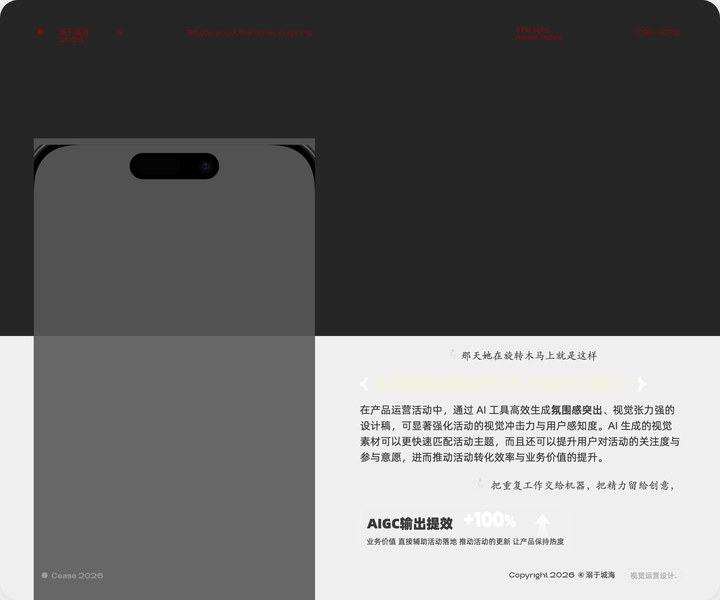 那天她在旋转木马上就是这样
在产品运营活动中，通过 AI 工具高效生成氛围感突出、视觉张力强的
设计稿，可显著强化活动的视觉冲击力与用户感知度。AI 生成的视觉
素材可以更快速匹配活动主题，而且还可以提升用户对活动的关注度与
参与意愿，进而推动活动转化效率与业务价值的提升。
把重复工作交给机器，把精力留给创意，
AIGC输出提效 +100%
业务价值 直接辅助活动落地 推动活动的更新 让产品保持热度
Cease 2026
Copyright 2026 ® 溺于城海 视觉运营设计.